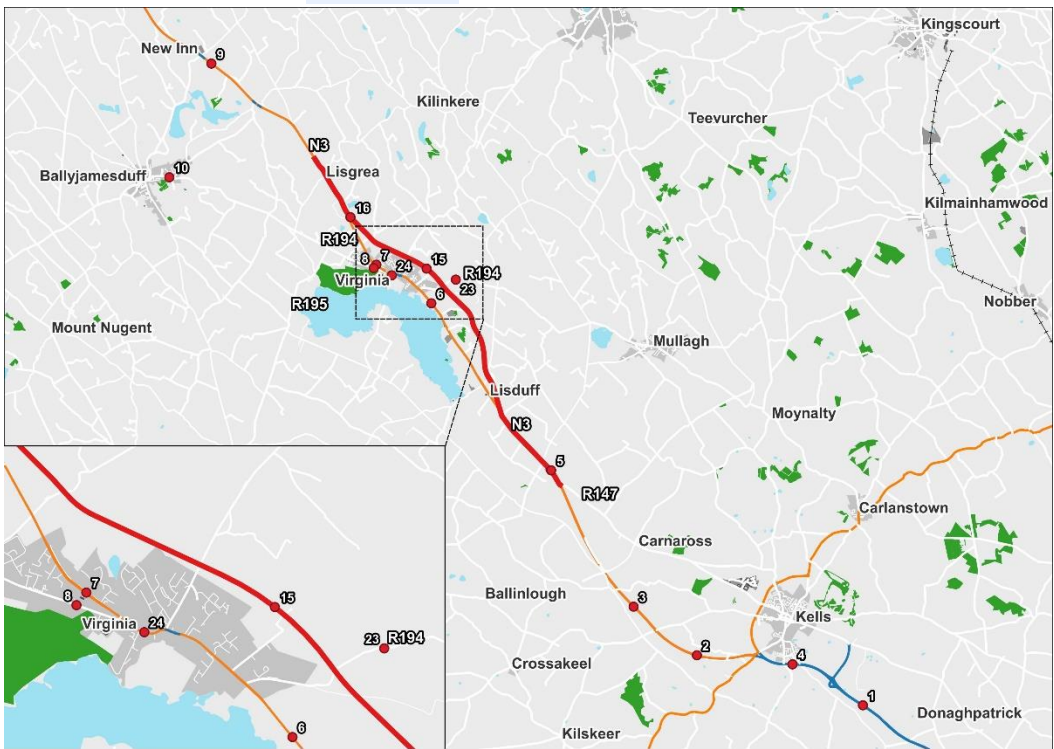 Kingscourt
New Inn
9
Kilinkere
Teevurcher
N3
Ballyjamesduff
10
Lisgrea
Kilmainhamwood
16
R194
7
8
24
15
R194
23
Virginia
6
R195
Nobber
Mount Nugent
Mullagh
Lisduff
Moynalty
N3
5
R147
Carlanstown
Carnaross
Ballinlough
3
Kells
2
4
Crossakeel
1
Donaghpatrick
Kilskeer
7
8
15
Virginia
24
23
R194
6